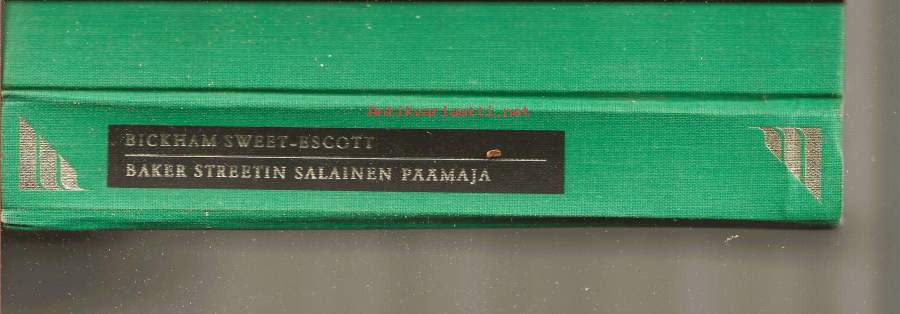 Antikvariaatti.net
BICKHAM SWEET-ESCOTT
BAKER STREETIN SALAINEN PÄÄMAJA